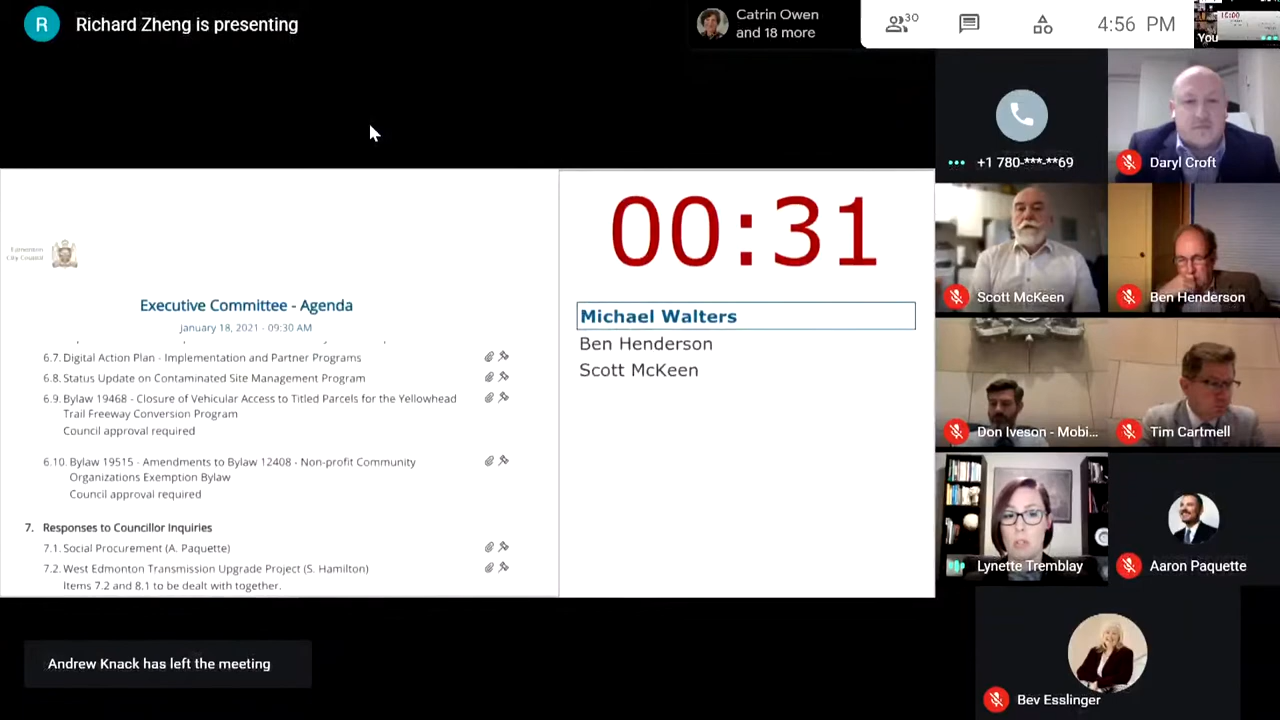 R
Richard Zheng is presenting
Catrin Owen
and 18 more
30
4:56 PM
You
Edmonton
City Council
Executive Committee - Agenda
January 18, 2021 - 09:30 AM
6.7. Digital Action Plan - Implementation and Partner Programs
6.8. Status Update on Contaminated Site Management Program
6.9. Bylaw 19468 - Closure of Vehicular Access to Titled Parcels for the Yellowhead
Trail Freeway Conversion Program
Council approval required
6.10. Bylaw 19515 - Amendments to Bylaw 12408 - Non-profit Community
Organizations Exemption Bylaw
Council approval required
7. Responses to Councillor Inquiries
7.1. Social Procurement (A. Paquette)
7.2. West Edmonton Transmission Upgrade Project (S. Hamilton)
Items 7.2 and 8.1 to be dealt with together.
00:31
Michael Walters
Ben Henderson
Scott McKeen
+1 780-***-**69
Daryl Croft
Scott McKeen
Ben Henderson
Don Iveson - Mobi...
Tim Cartmell
Lynette Tremblay
Aaron Paquette
Bev Esslinger
Andrew Knack has left the meeting